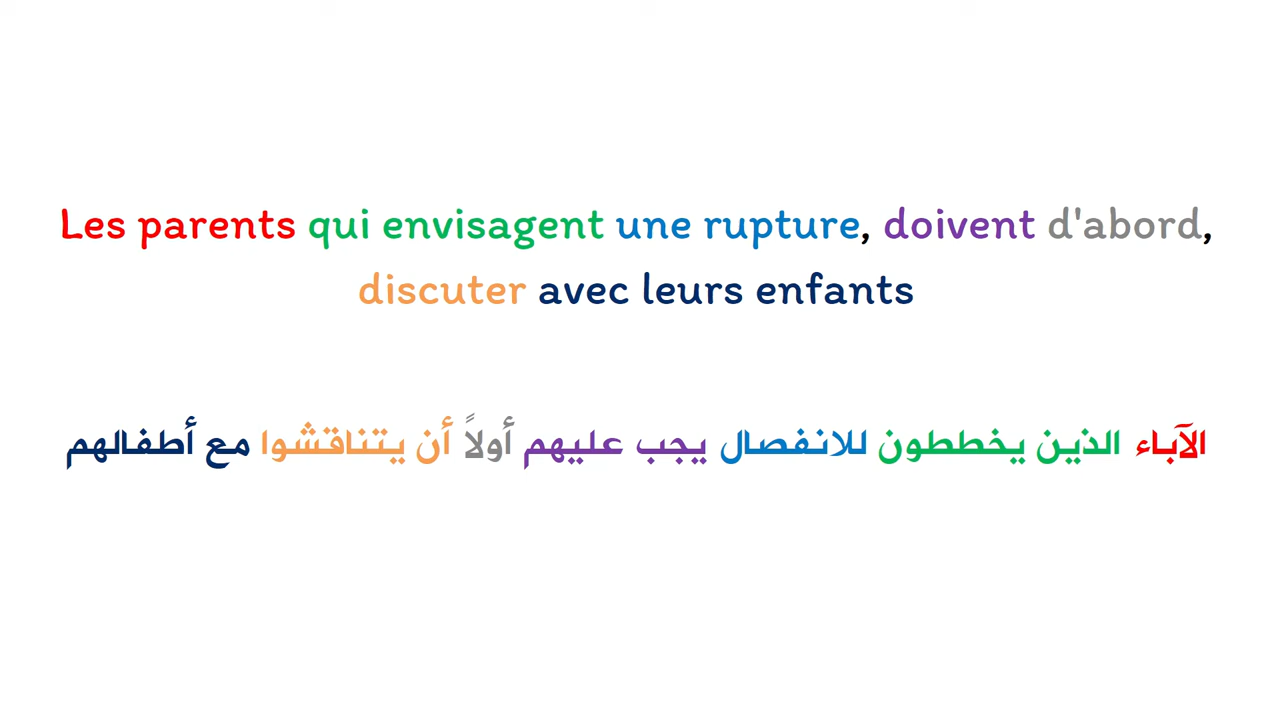 Les parents qui envisagent une rupture, doivent d'abord,
discuter avec leurs enfants
الآباء الذين يخططون للانفصال يجب عليهم أولاً أن يتناقشوا مع أطفالهم